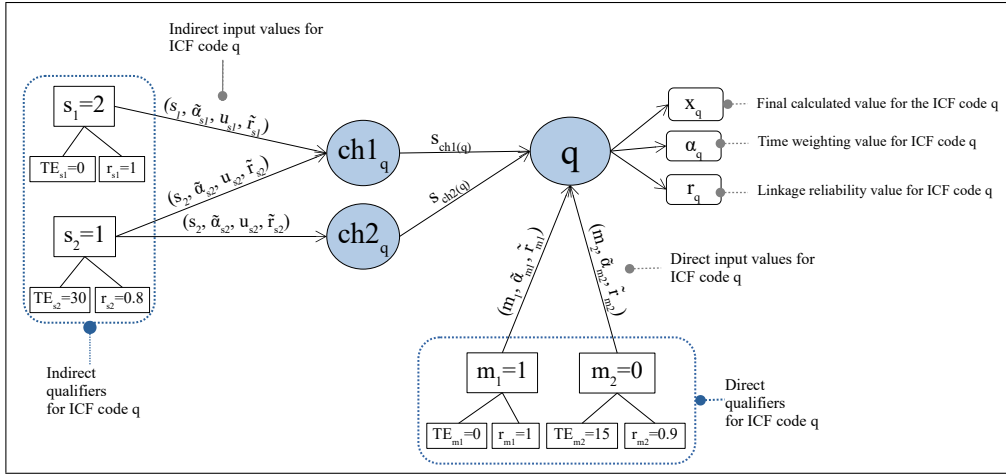 Indirect input values for
ICF code q
s1=2
TEs1=0
rs1=1
(s1, α̃s1, us1, r̃s1)
(s2, α̃s2, us2, r̃s2)
s2=1
TEs2=30
rs2=0.8
(s2, α̃s2, us2, r̃s2)
ch1q
ch2q
sch1(q)
sch2(q)
q
xq
αq
rq
Final calculated value for the ICF code q
Time weighting value for ICF code q
Linkage reliability value for ICF code q
(m1, α̃m1, r̃m1)
(m2, α̃m2, r̃m2)
Direct input values for
ICF code q
m1=1
TEm1=0
rm1=1
m2=0
TEm2=15
rm2=0.9
Indirect
qualifiers
for ICF code q
Direct
qualifiers
for ICF code q